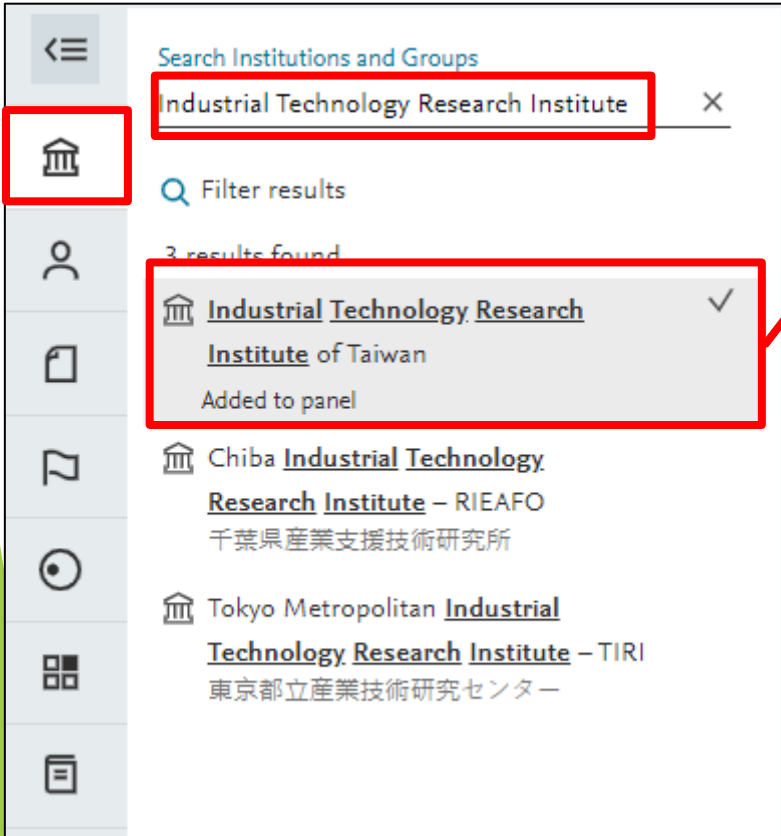 Search Institutions and Groups
Industrial Technology Research Institute
Filter results
3 results found
Industrial Technology Research
Institute of Taiwan
Added to panel
Chiba Industrial Technology
Research Institute – RIEAFO
千葉県産業支援技術研究所
Tokyo Metropolitan Industrial
Technology Research Institute – TIRI
東京都立産業技術研究センター